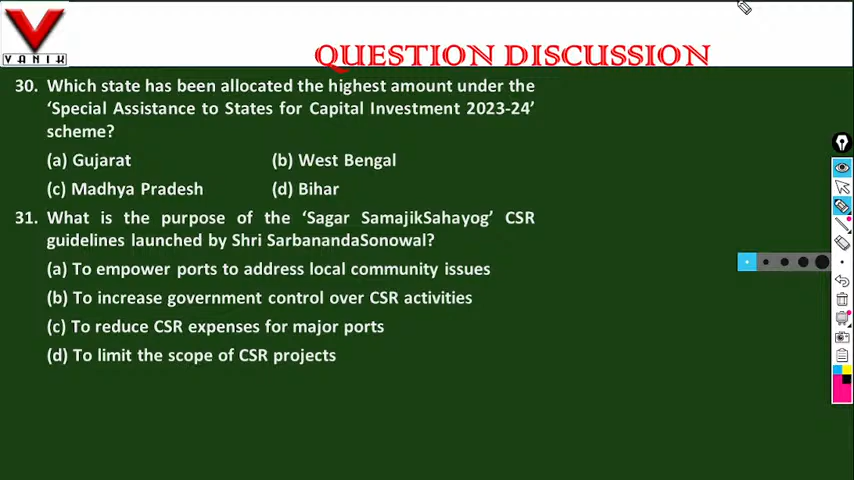 VANIK
QUESTION DISCUSSION
30. Which state has been allocated the highest amount under the
'Special Assistance to States for Capital Investment 2023-24'
scheme?
(a) Gujarat (b) West Bengal
(c) Madhya Pradesh (d) Bihar
31. What is the purpose of the 'Sagar SamajikSahayog' CSR
guidelines launched by Shri SarbanandaSonowal?
(a) To empower ports to address local community issues
(b) To increase government control over CSR activities
(c) To reduce CSR expenses for major ports
(d) To limit the scope of CSR projects